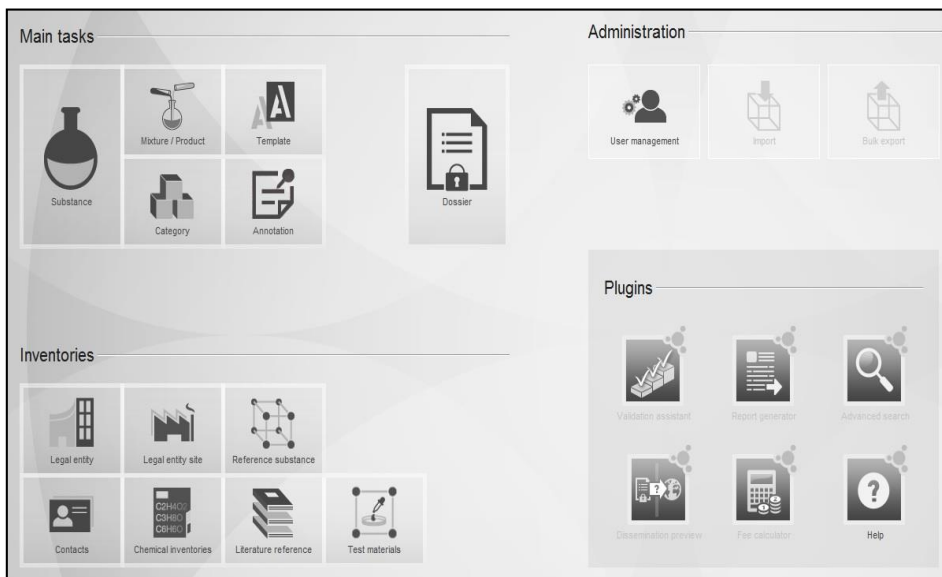 Main tasks
Substance
Mixture / Product
Template
Category
Annotation
Dossier
Administration
User management
Import
Bulk export
Inventories
Legal entity
Legal entity site
Reference substance
Contacts
C2H4O2
C3H8O
C6H6O
Chemical inventories
Literature reference
Test materials
Plugins
Validation assistant
Report generator
Advanced search
Dissemination preview
Fee calculator
Help